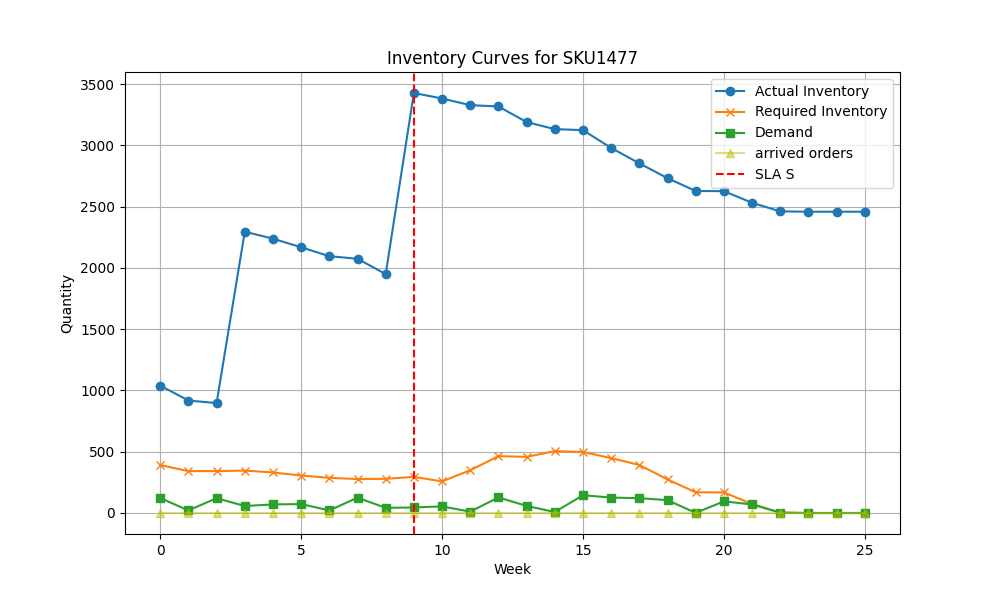 Inventory Curves for SKU1477
Actual Inventory
Required Inventory
Demand
arrived orders
SLA S
Quantity
3500
3000
2500
2000
1500
1000
500
0
0 5 10 15 20 25
Week